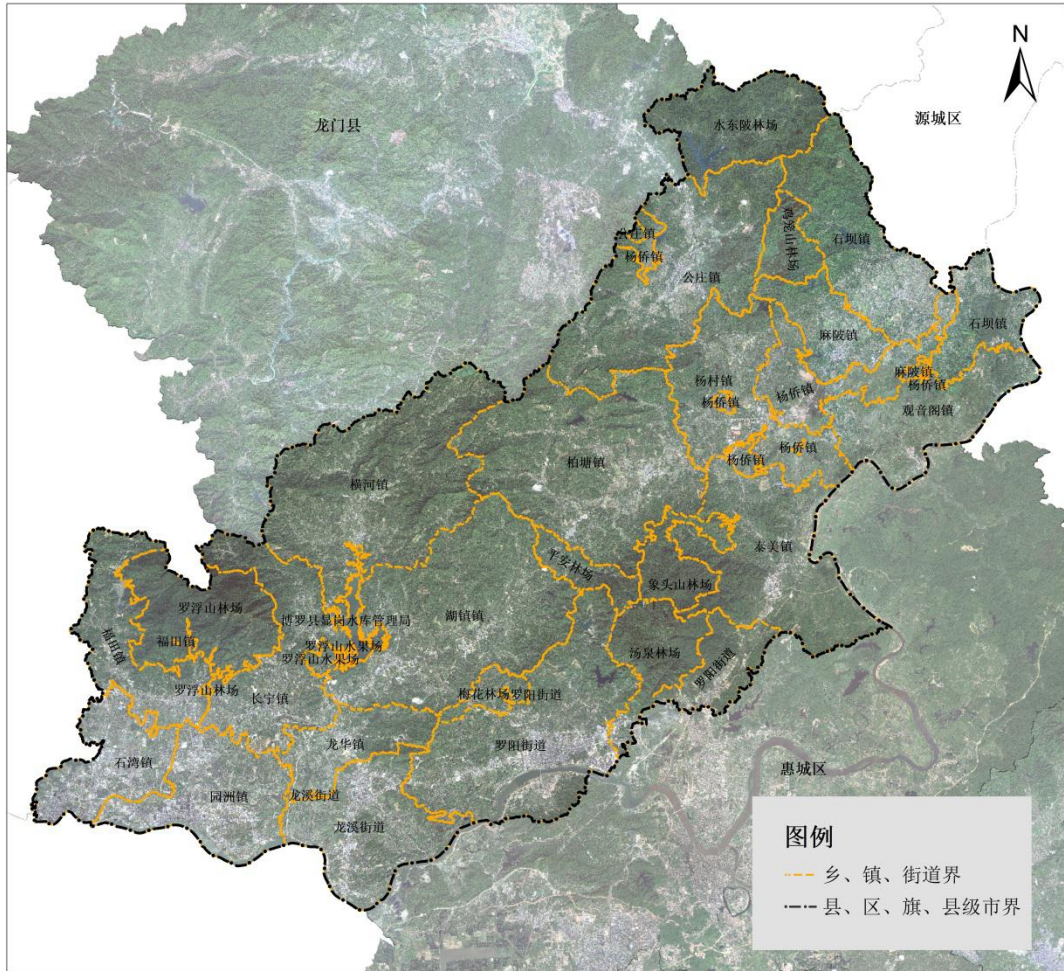 N
龙门县
水东陂林场
源城区
公庄镇
鸡笼山林场
石坝镇
杨侨镇
公庄镇
麻陂镇
石坝镇
杨村镇
麻陂镇
杨侨镇
杨侨镇
杨侨镇
观音阁镇
杨侨镇
杨侨镇
柏塘镇
横河镇
平安林场
泰美镇
象头山林场
罗浮山林场
博罗县显岗水库管理局
湖镇镇
福田镇
福田镇
罗浮山水果场
罗浮山水果场
汤泉林场
罗阳街道
罗浮山林场
长宁镇
梅花林场
罗阳街道
龙华镇
罗阳街道
石湾镇
惠城区
园洲镇
龙溪街道
龙溪街道
图例
乡、镇、街道界
县、区、旗、县级市界